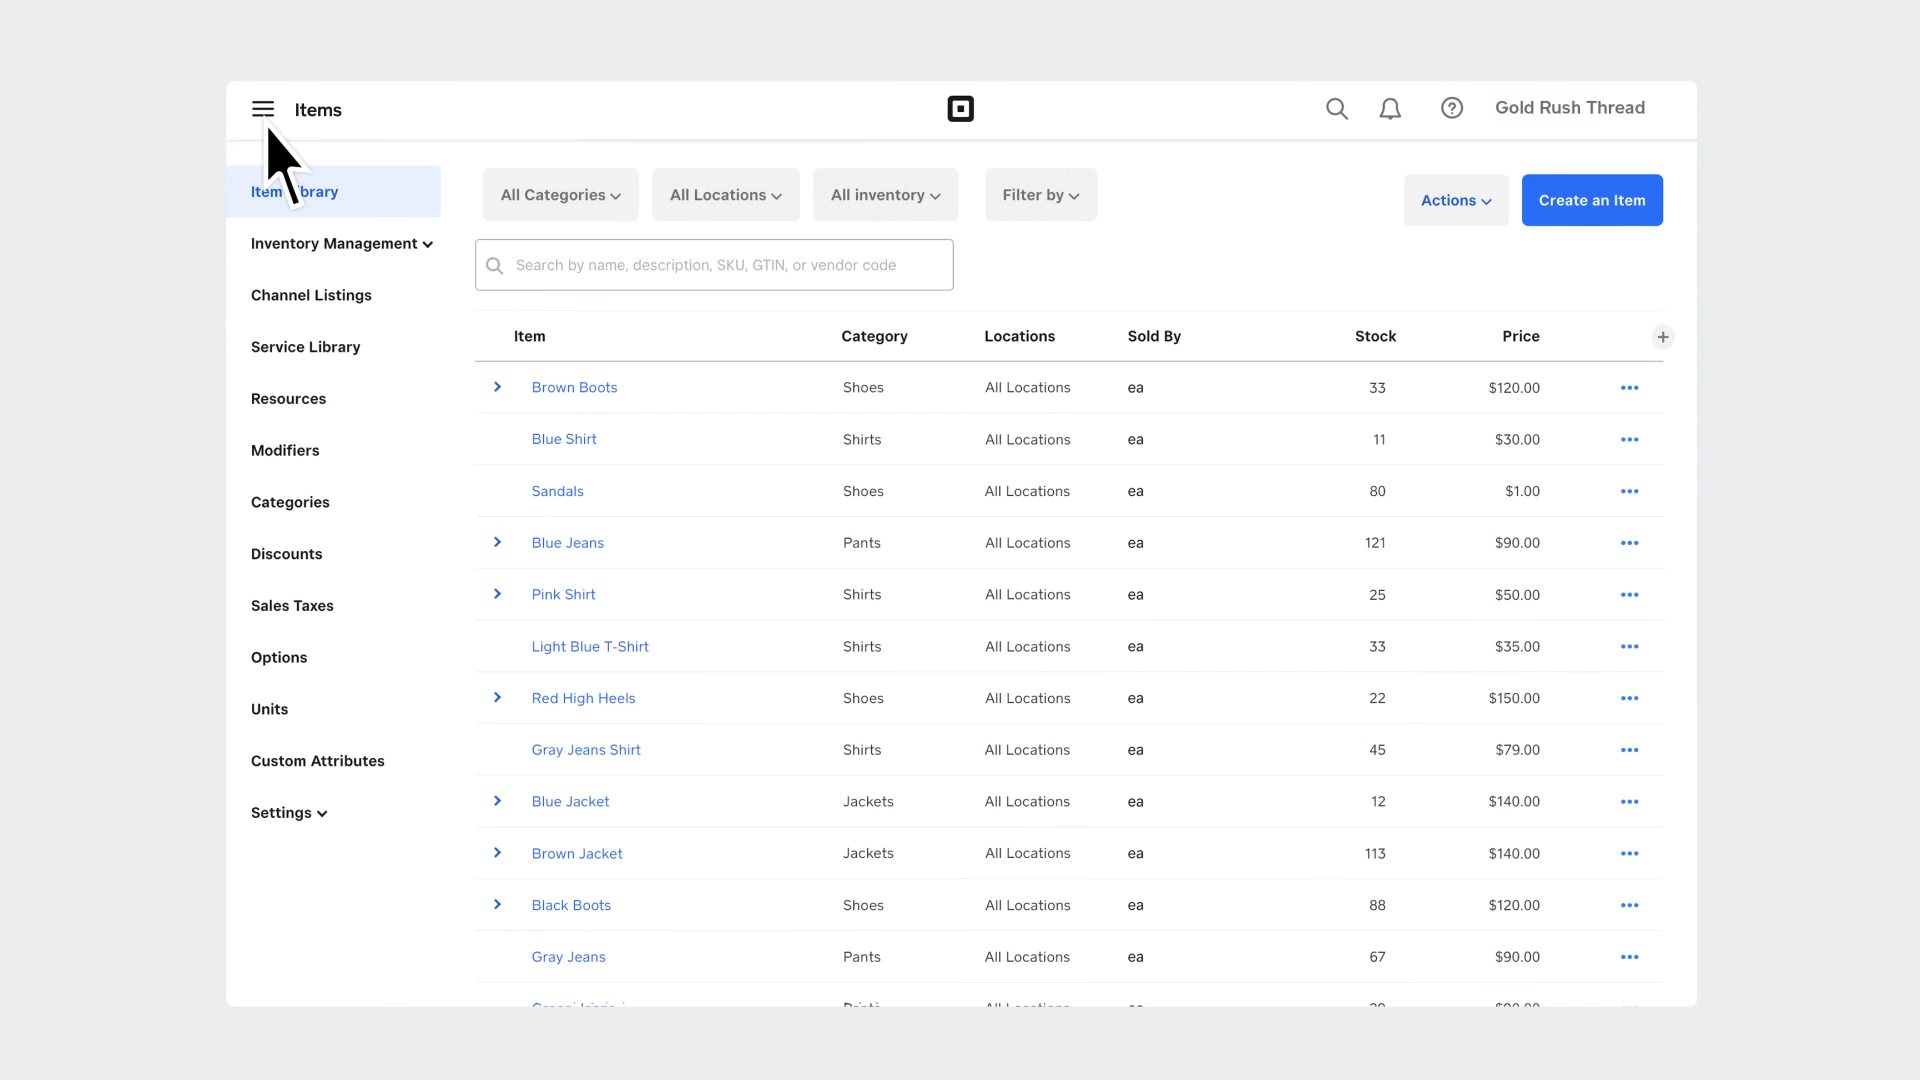 Items
Gold Rush Thread
Inventory Management
Channel Listings
Service Library
Resources
Modifiers
Categories
Discounts
Sales Taxes
Options
Units
Custom Attributes
Settings
All Categories All Locations All inventory Filter by
Actions Create an Item
Search by name, description, SKU, GTIN, or vendor code
Item Category Locations Sold By Stock Price
Brown Boots Shoes All Locations ea 33 $120.00
Blue Shirt Shirts All Locations ea 11 $30.00
Sandals Shoes All Locations ea 80 $1.00
Blue Jeans Pants All Locations ea 121 $90.00
Pink Shirt Shirts All Locations ea 25 $50.00
Light Blue T-Shirt Shirts All Locations ea 33 $35.00
Red High Heels Shoes All Locations ea 22 $150.00
Gray Jeans Shirt Shirts All Locations ea 45 $79.00
Blue Jacket Jackets All Locations ea 12 $140.00
Brown Jacket Jackets All Locations ea 113 $140.00
Black Boots Shoes All Locations ea 88 $120.00
Gray Jeans Pants All Locations ea 67 $90.00